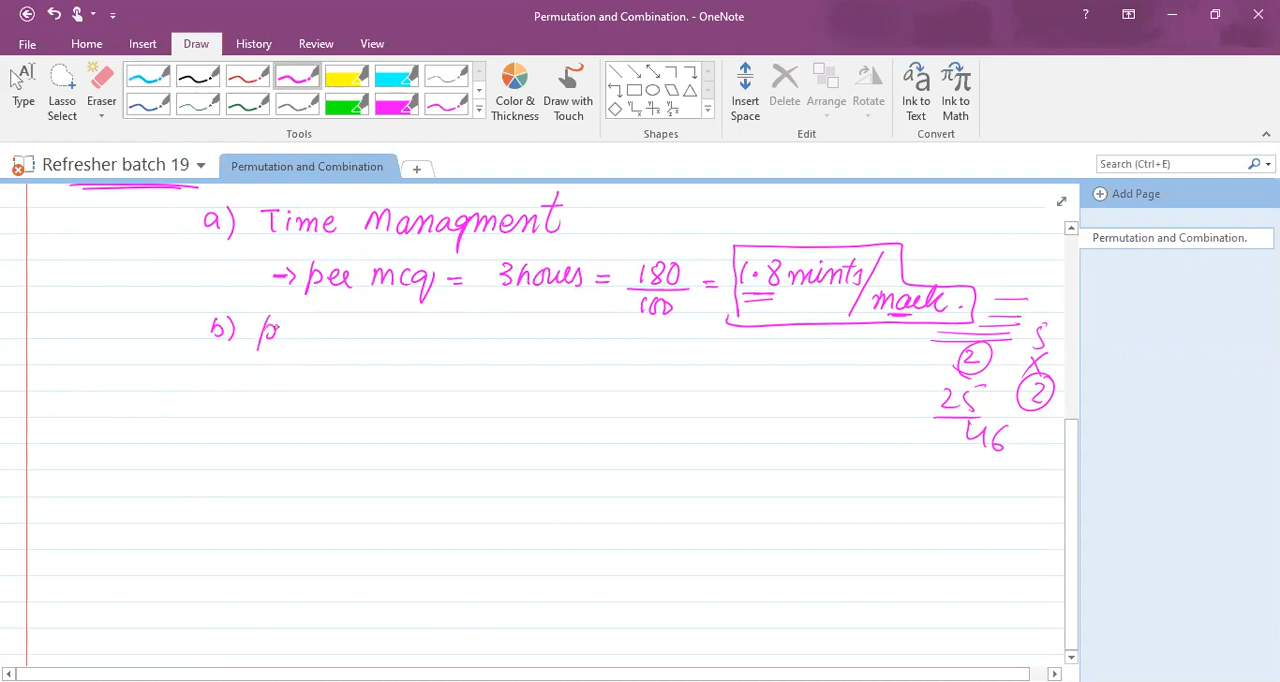 Permutation and Combination. - OneNote
?
File Home Insert Draw History Review View
Type Lasso Select Eraser Color & Thickness Draw with Touch Insert Space Delete Arrange Rotate Ink to Text Ink to Math
Tools Shapes Edit Convert
Refresher batch 19 Permutation and Combination Search (Ctrl+E)
Add Page
Permutation and Combination.
a) Time Managment
→ per mcq = 3 hours = 180/100 = 1.8 mints/mark.
b) p
2
5
×
2
25
46